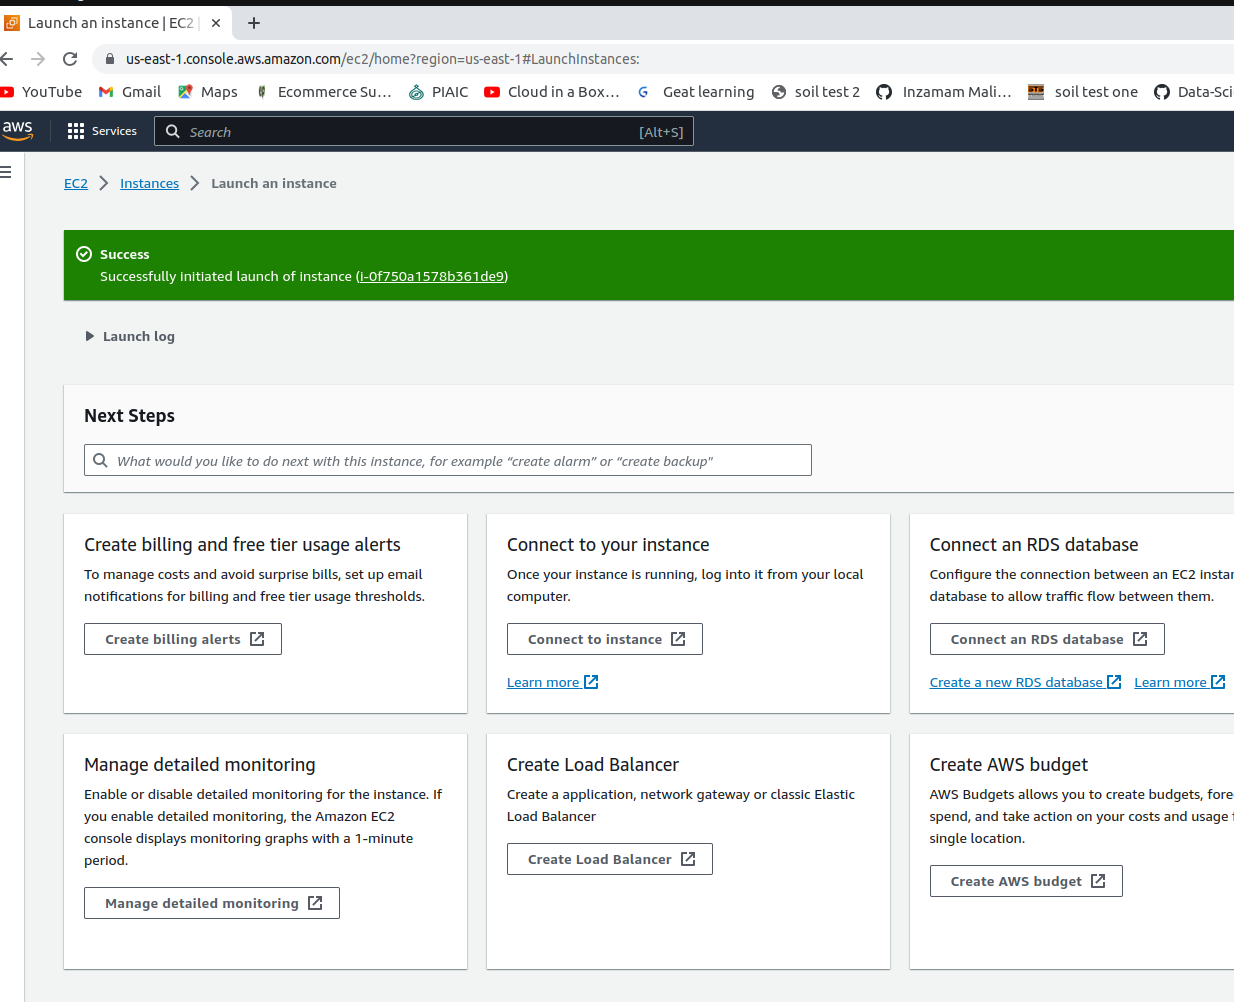 Launch an instance | EC2
us-east-1.console.aws.amazon.com/ec2/home?region=us-east-1#LaunchInstances:
YouTube Gmail Maps Ecommerce Su... PIAIC Cloud in a Box... Geat learning soil test 2 Inzamam Mali... soil test one Data-Sci
aws Services Search [Alt+S]
EC2 Instances Launch an instance
Success
Successfully initiated launch of instance (i-0f750a1578b361de9)
Launch log
Next Steps
What would you like to do next with this instance, for example “create alarm” or “create backup”
Create billing and free tier usage alerts
To manage costs and avoid surprise bills, set up email
notifications for billing and free tier usage thresholds.
Create billing alerts
Connect to your instance
Once your instance is running, log into it from your local
computer.
Connect to instance
Learn more
Connect an RDS database
Configure the connection between an EC2 instan
database to allow traffic flow between them.
Connect an RDS database
Create a new RDS database Learn more
Manage detailed monitoring
Enable or disable detailed monitoring for the instance. If
you enable detailed monitoring, the Amazon EC2
console displays monitoring graphs with a 1-minute
period.
Manage detailed monitoring
Create Load Balancer
Create a application, network gateway or classic Elastic
Load Balancer
Create Load Balancer
Create AWS budget
AWS Budgets allows you to create budgets, fore
spend, and take action on your costs and usage
single location.
Create AWS budget